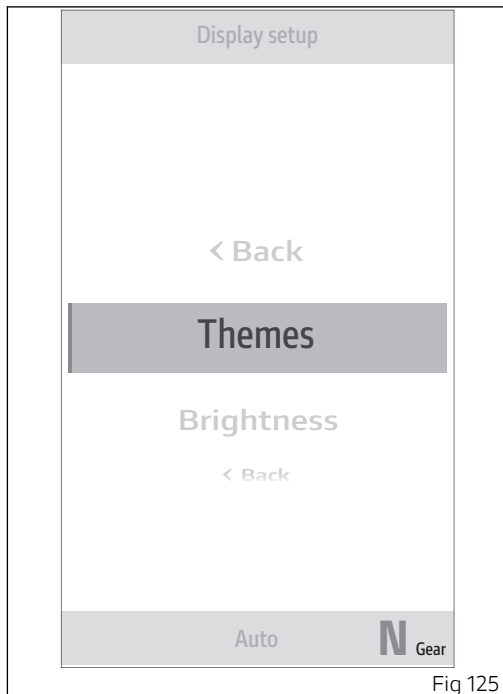 Display setup
< Back
Themes
Brightness
< Back
Auto
N Gear
Fig 125